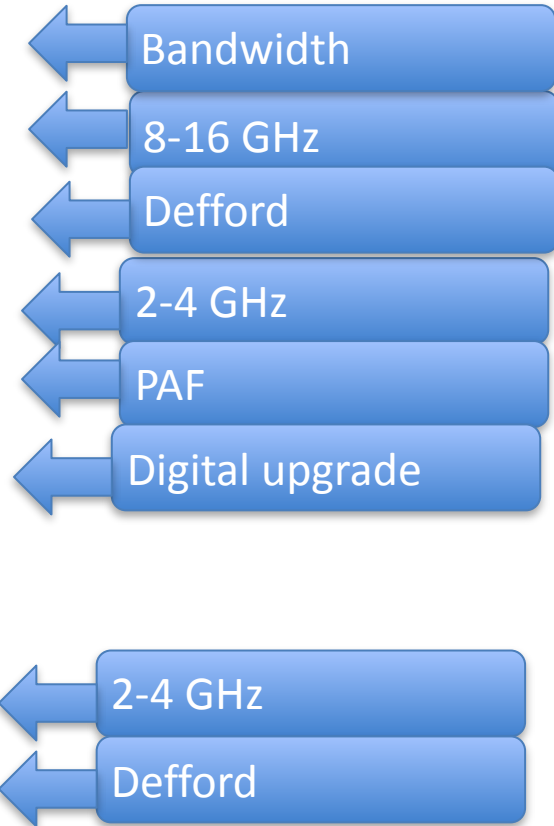 Bandwidth
8-16 GHz
Defford
2-4 GHz
PAF
Digital upgrade
2-4 GHz
Defford